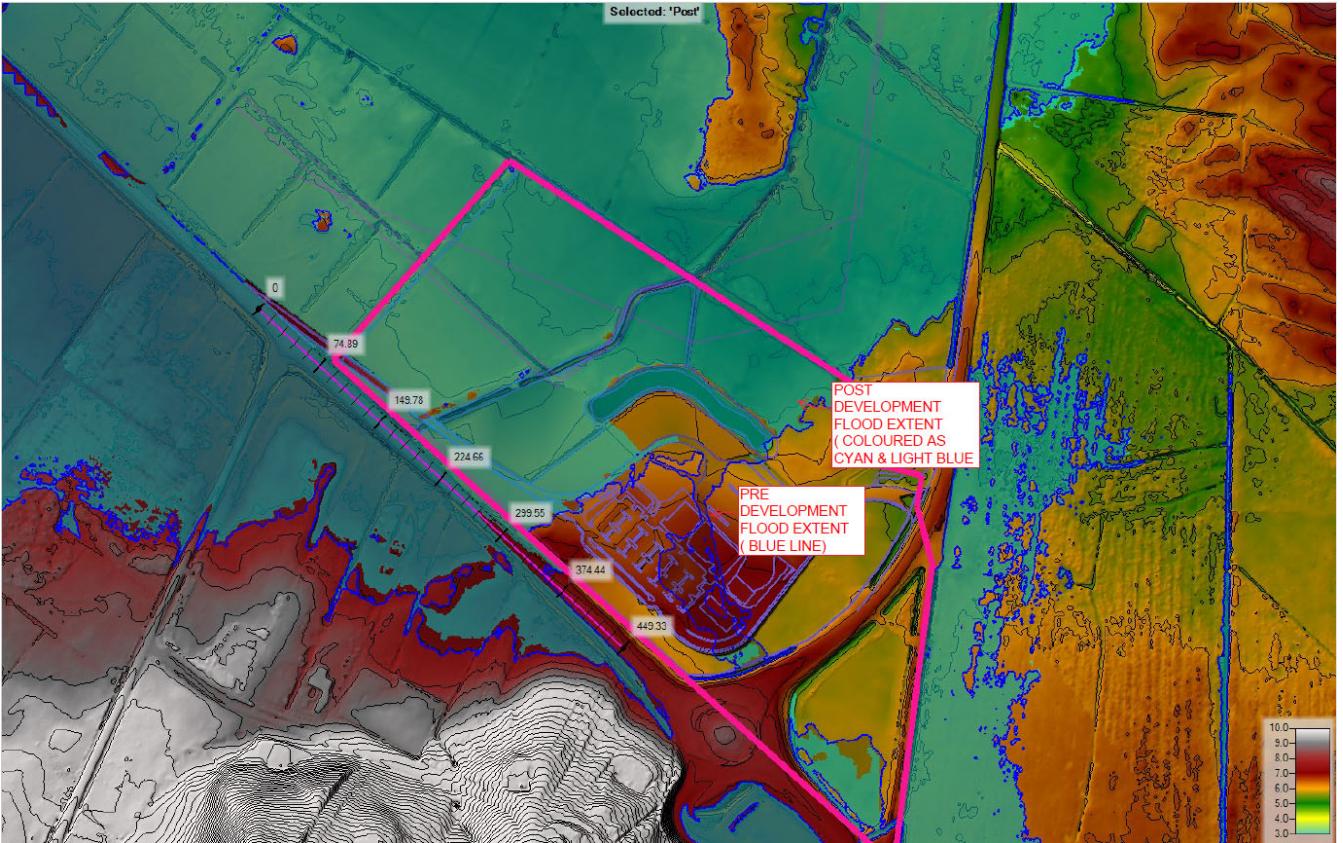 Selected: 'Post'
0
74.89
149.78
224.66
299.55
374.44
449.33
POST
DEVELOPMENT
FLOOD EXTENT
( COLOURED AS
CYAN & LIGHT BLUE
PRE
DEVELOPMENT
FLOOD EXTENT
( BLUE LINE)
10.0
9.0
8.0
7.0
6.0
5.0
4.0
3.0